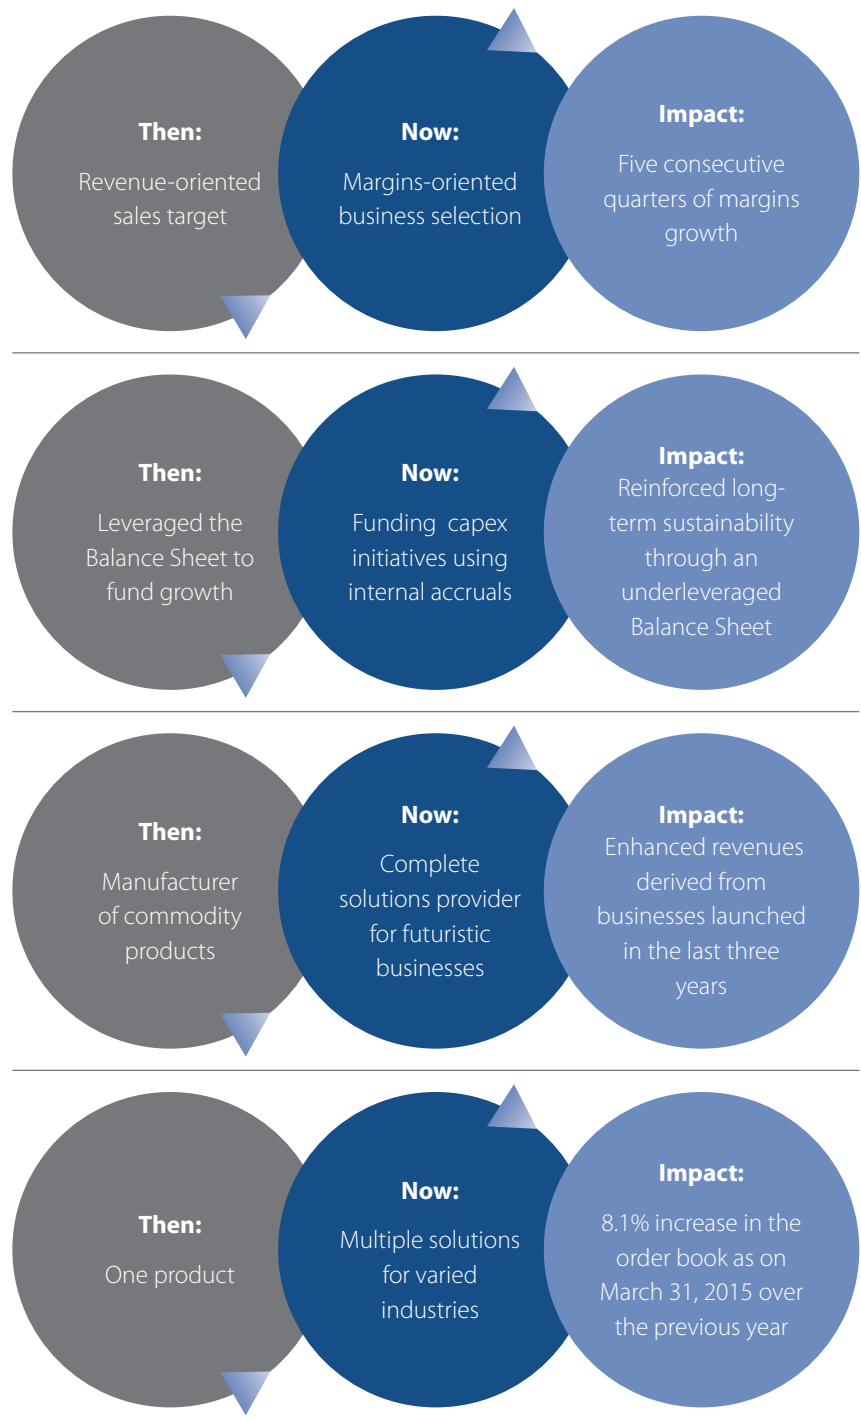 Then:
Revenue-oriented
sales target
Now:
Margins-oriented
business selection
Impact:
Five consecutive
quarters of margins
growth
Then:
Leveraged the
Balance Sheet to
fund growth
Now:
Funding capex
initiatives using
internal accruals
Impact:
Reinforced long-
term sustainability
through an
underleveraged
Balance Sheet
Then:
Manufacturer
of commodity
products
Now:
Complete
solutions provider
for futuristic
businesses
Impact:
Enhanced revenues
derived from
businesses launched
in the last three
years
Then:
One product
Now:
Multiple solutions
for varied
industries
Impact:
8.1% increase in the
order book as on
March 31, 2015 over
the previous year